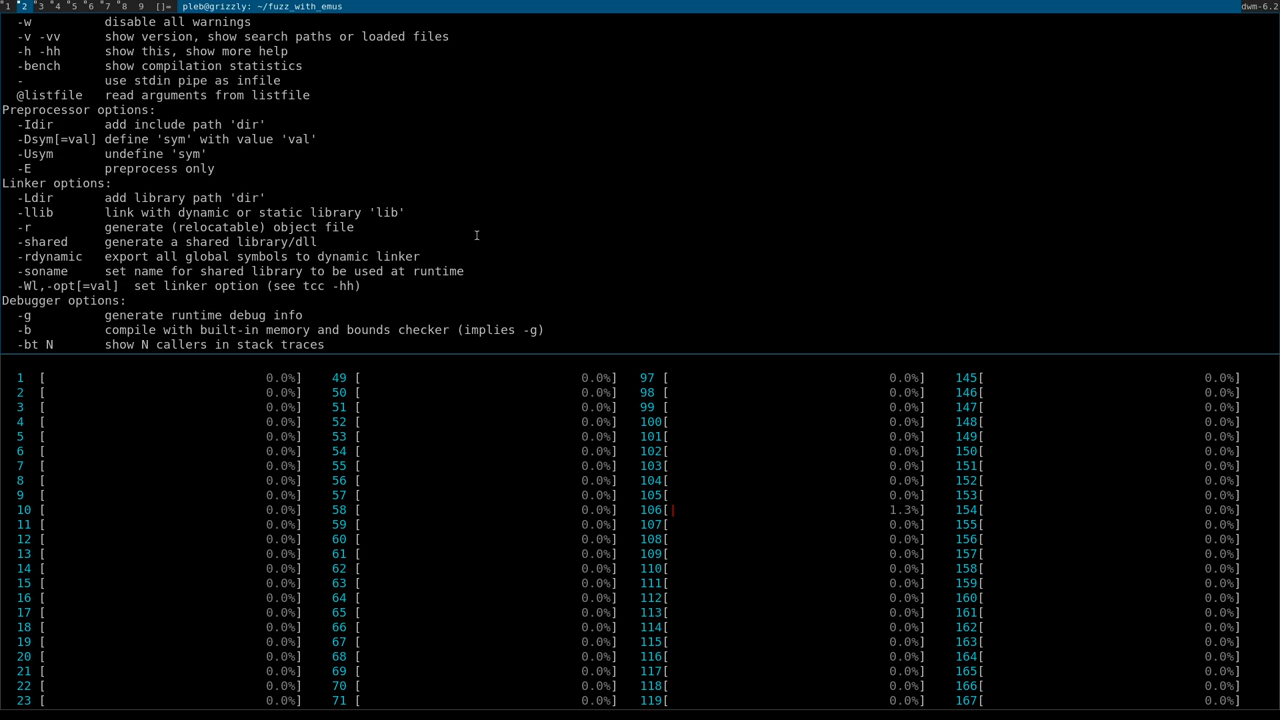 1 2 3 4 5 6 7 8 9 []= pleb@grizzly: ~/fuzz_with_emus dwm-6.2
-w disable all warnings
-v -vv show version, show search paths or loaded files
-h -hh show this, show more help
-bench show compilation statistics
- use stdin pipe as infile
@listfile read arguments from listfile
Preprocessor options:
-Idir add include path 'dir'
-Dsym[=val] define 'sym' with value 'val'
-Usym undefine 'sym'
-E preprocess only
Linker options:
-Ldir add library path 'dir'
-llib link with dynamic or static library 'lib'
-r generate (relocatable) object file
-shared generate a shared library/dll
-rdynamic export all global symbols to dynamic linker
-soname set name for shared library to be used at runtime
-Wl,-opt[=val] set linker option (see tcc -hh)
Debugger options:
-g generate runtime debug info
-b compile with built-in memory and bounds checker (implies -g)
-bt N show N callers in stack traces
1 [ 0.0%] 49 [ 0.0%] 97 [ 0.0%] 145[ 0.0%]
2 [ 0.0%] 50 [ 0.0%] 98 [ 0.0%] 146[ 0.0%]
3 [ 0.0%] 51 [ 0.0%] 99 [ 0.0%] 147[ 0.0%]
4 [ 0.0%] 52 [ 0.0%] 100[ 0.0%] 148[ 0.0%]
5 [ 0.0%] 53 [ 0.0%] 101[ 0.0%] 149[ 0.0%]
6 [ 0.0%] 54 [ 0.0%] 102[ 0.0%] 150[ 0.0%]
7 [ 0.0%] 55 [ 0.0%] 103[ 0.0%] 151[ 0.0%]
8 [ 0.0%] 56 [ 0.0%] 104[ 0.0%] 152[ 0.0%]
9 [ 0.0%] 57 [ 0.0%] 105[ 0.0%] 153[ 0.0%]
10 [ 0.0%] 58 [ 0.0%] 106[| 1.3%] 154[ 0.0%]
11 [ 0.0%] 59 [ 0.0%] 107[ 0.0%] 155[ 0.0%]
12 [ 0.0%] 60 [ 0.0%] 108[ 0.0%] 156[ 0.0%]
13 [ 0.0%] 61 [ 0.0%] 109[ 0.0%] 157[ 0.0%]
14 [ 0.0%] 62 [ 0.0%] 110[ 0.0%] 158[ 0.0%]
15 [ 0.0%] 63 [ 0.0%] 111[ 0.0%] 159[ 0.0%]
16 [ 0.0%] 64 [ 0.0%] 112[ 0.0%] 160[ 0.0%]
17 [ 0.0%] 65 [ 0.0%] 113[ 0.0%] 161[ 0.0%]
18 [ 0.0%] 66 [ 0.0%] 114[ 0.0%] 162[ 0.0%]
19 [ 0.0%] 67 [ 0.0%] 115[ 0.0%] 163[ 0.0%]
20 [ 0.0%] 68 [ 0.0%] 116[ 0.0%] 164[ 0.0%]
21 [ 0.0%] 69 [ 0.0%] 117[ 0.0%] 165[ 0.0%]
22 [ 0.0%] 70 [ 0.0%] 118[ 0.0%] 166[ 0.0%]
23 [ 0.0%] 71 [ 0.0%] 119[ 0.0%] 167[ 0.0%]